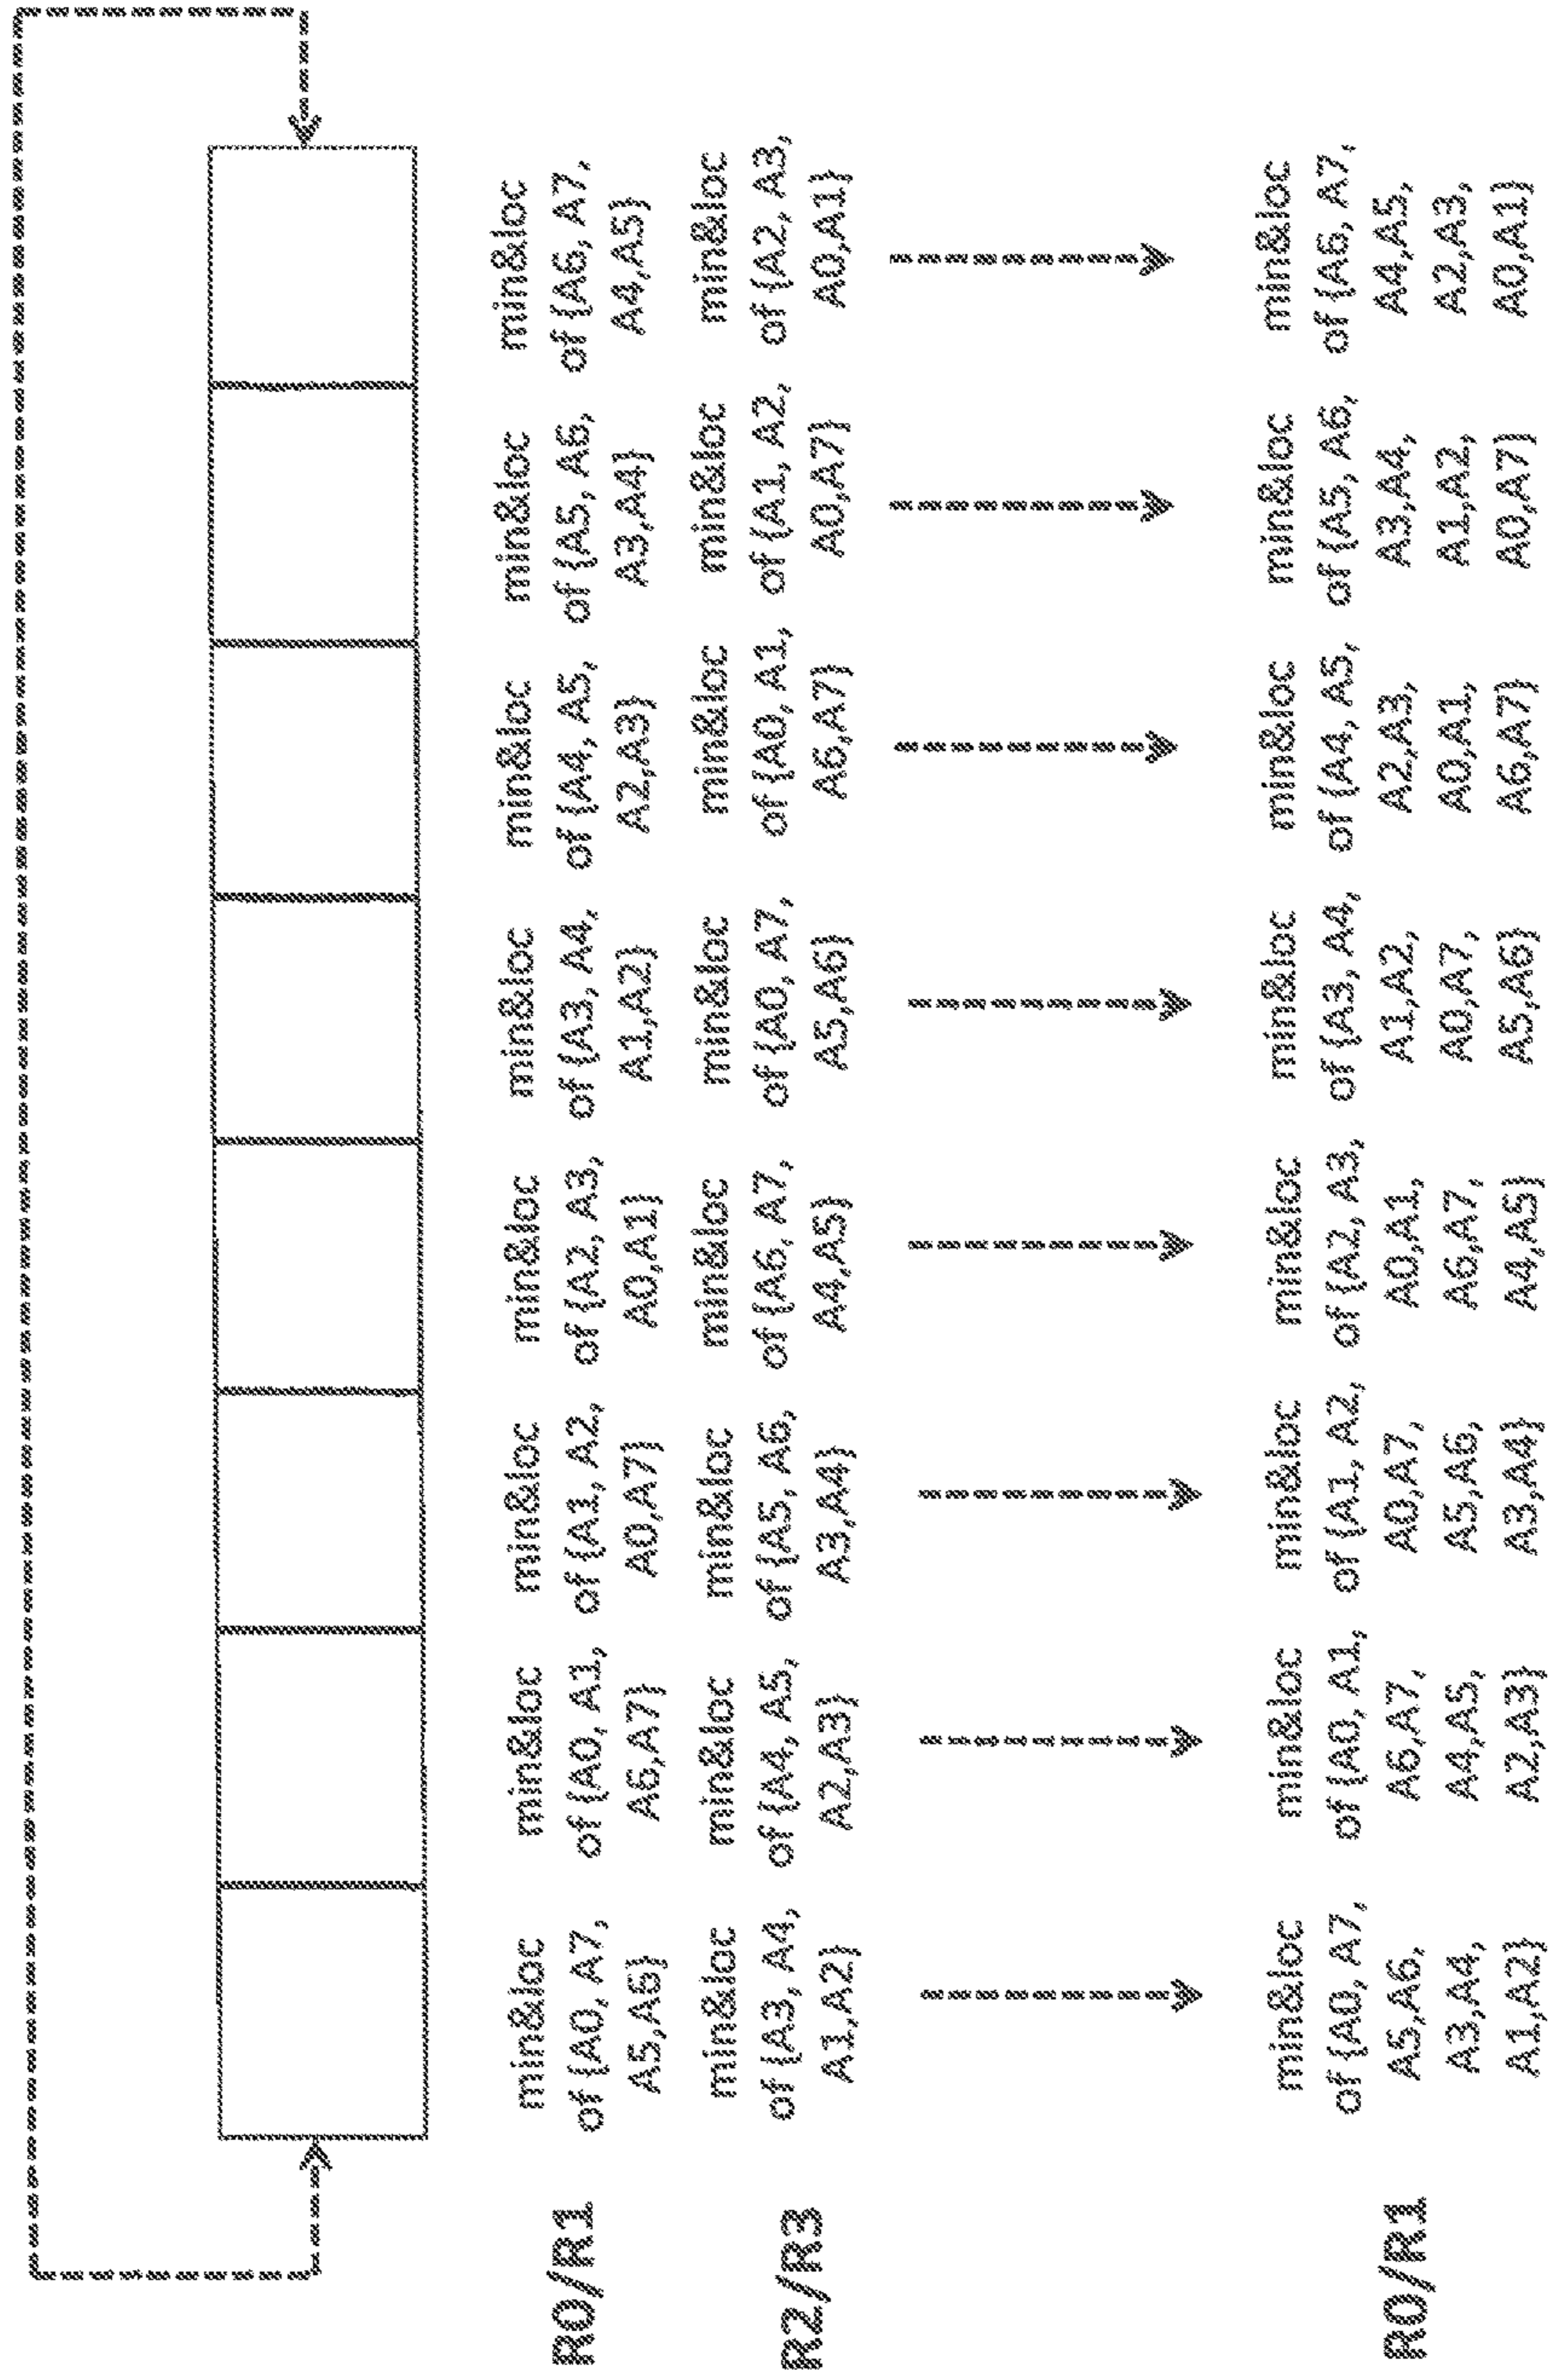 R0/R1
min&loc
of {A0, A7,
A5,A6}
min&loc
of {A0, A1,
A6,A7}
min&loc
of {A1, A2,
A0,A7}
min&loc
of {A2, A3,
A0,A1}
min&loc
of {A3, A4,
A1,A2}
min&loc
of {A4, A5,
A2,A3}
min&loc
of {A5, A6,
A3,A4}
min&loc
of {A6, A7,
A4,A5}
R2/R3
min&loc
of {A3, A4,
A1,A2}
min&loc
of {A4, A5,
A2,A3}
min&loc
of {A5, A6,
A3,A4}
min&loc
of {A6, A7,
A4,A5}
min&loc
of {A0, A7,
A5,A6}
min&loc
of {A0, A1,
A6,A7}
min&loc
of {A1, A2,
A0,A7}
min&loc
of {A2, A3,
A0,A1}
R0/R1
min&loc
of {A0, A7,
A5,A6,
A3,A4,
A1,A2}
min&loc
of {A0, A1,
A6,A7,
A4,A5,
A2,A3}
min&loc
of {A1, A2,
A0,A7,
A5,A6,
A3,A4}
min&loc
of {A2, A3,
A0,A1,
A6,A7,
A4,A5}
min&loc
of {A3, A4,
A1,A2,
A0,A7,
A5,A6}
min&loc
of {A4, A5,
A2,A3,
A0,A1,
A6,A7}
min&loc
of {A5, A6,
A3,A4,
A1,A2,
A0,A7}
min&loc
of {A6, A7,
A4,A5,
A2,A3,
A0,A1}